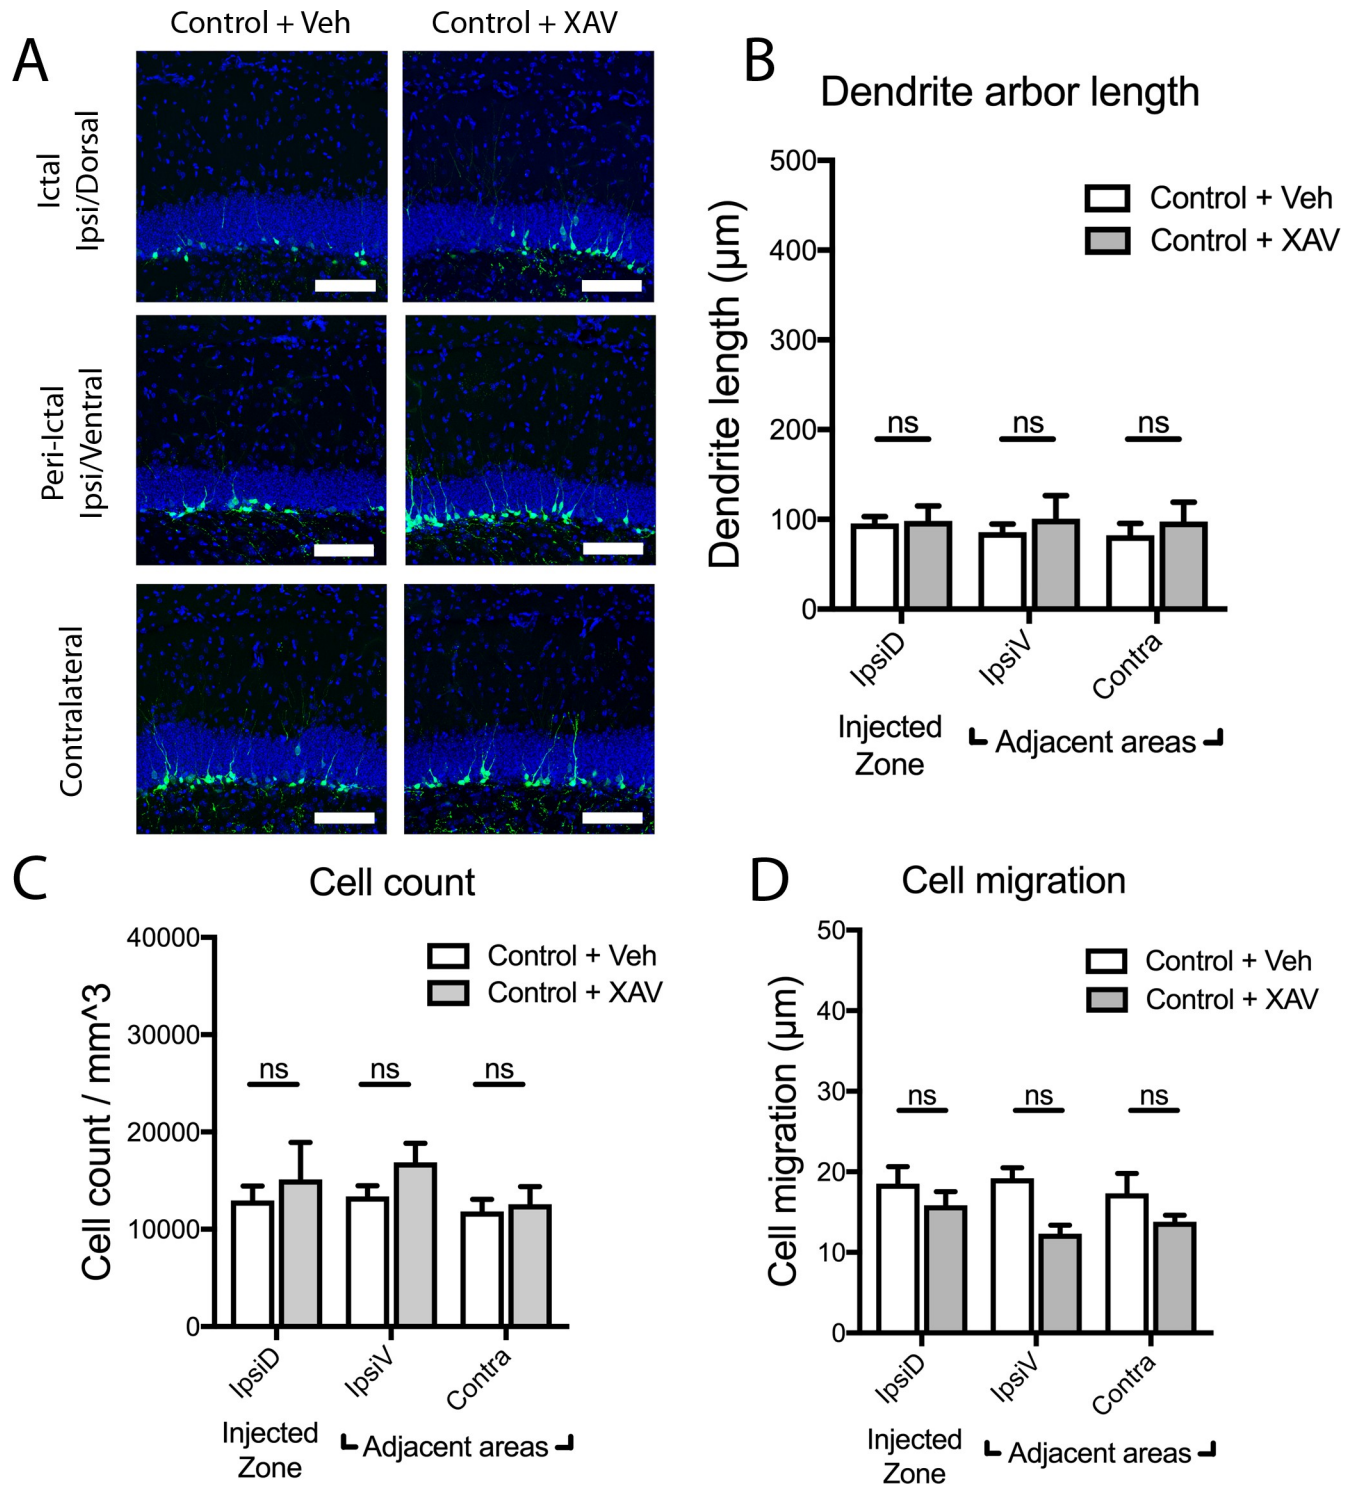 Control + Veh
Control + XAV
A
Ictal
Ipsi/Dorsal
Peri-Ictal
Ipsi/Ventral
Contralateral
B
Dendrite arbor length
Dendrite length (µm)
500
400
300
200
100
0
Control + Veh
Control + XAV
ns
ns
ns
IpsiD
IpsiV
Contra
Injected
Zone
Adjacent areas
C
Cell count
Cell count / mm^3
40000
30000
20000
10000
0
Control + Veh
Control + XAV
ns
ns
ns
IpsiD
IpsiV
Contra
Injected
Zone
Adjacent areas
D
Cell migration
Cell migration (µm)
50
40
30
20
10
0
Control + Veh
Control + XAV
ns
ns
ns
IpsiD
IpsiV
Contra
Injected
Zone
Adjacent areas